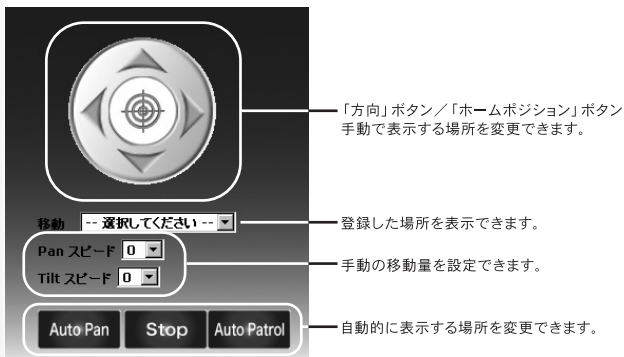 「方向」ボタン／「ホームポジション」ボタン
手動で表示する場所を変更できます。
移動 -- 選択してください --
登録した場所を表示できます。
Pan スピード 0
Tilt スピード 0
手動の移動量を設定できます。
Auto Pan Stop Auto Patrol
自動的に表示する場所を変更できます。